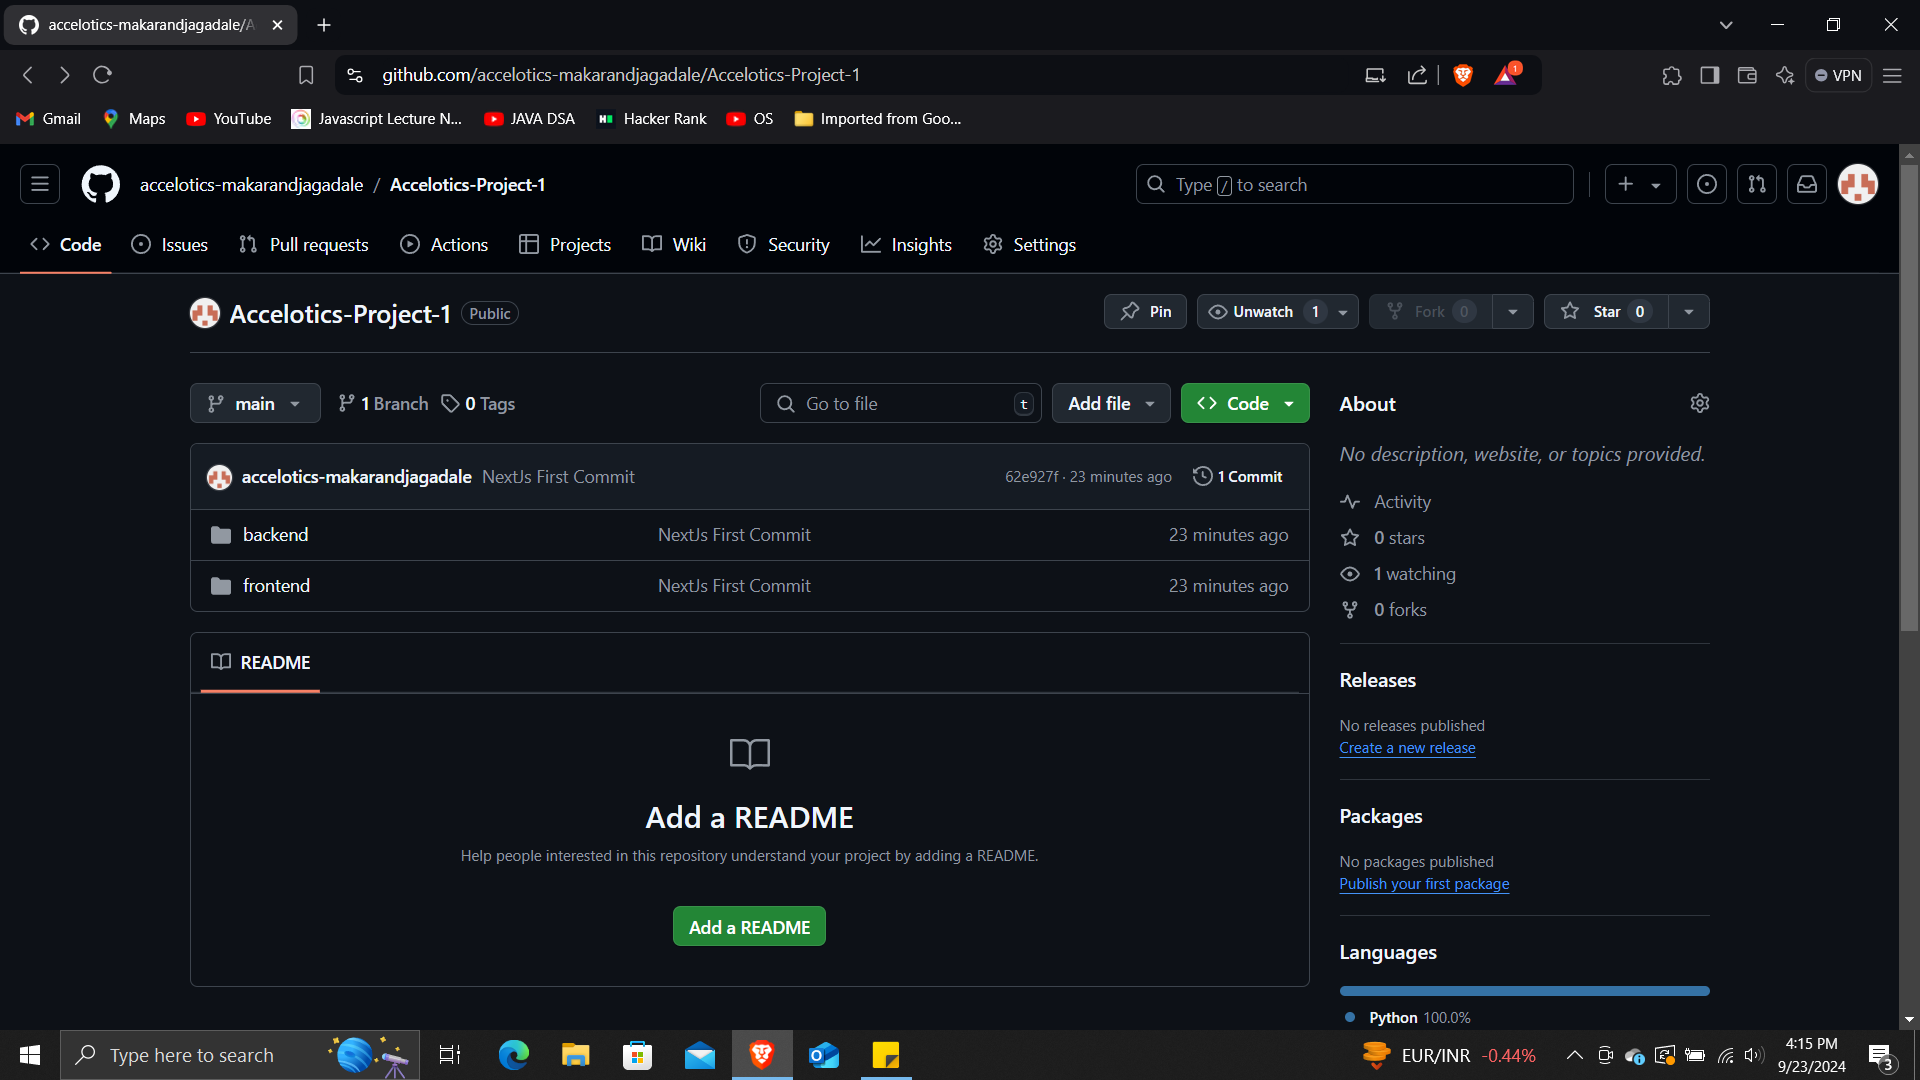 accelotics-makarandjagadale/A
github.com/accelotics-makarandjagadale/Accelotics-Project-1
1
VPN
Gmail
Maps
YouTube
Javascript Lecture N...
JAVA DSA
Hacker Rank
OS
Imported from Goo...
accelotics-makarandjagadale / Accelotics-Project-1
Type / to search
Code
Issues
Pull requests
Actions
Projects
Wiki
Security
Insights
Settings
Accelotics-Project-1
Public
Pin
Unwatch 1
Fork 0
Star 0
main
1 Branch
0 Tags
Go to file
t
Add file
Code
accelotics-makarandjagadale NextJs First Commit
62e927f · 23 minutes ago
1 Commit
backend
NextJs First Commit
23 minutes ago
frontend
NextJs First Commit
23 minutes ago
README
Add a README
Help people interested in this repository understand your project by adding a README.
Add a README
About
No description, website, or topics provided.
Activity
0 stars
1 watching
0 forks
Releases
No releases published
Create a new release
Packages
No packages published
Publish your first package
Languages
Python 100.0%
Type here to search
EUR/INR -0.44%
4:15 PM
9/23/2024
3